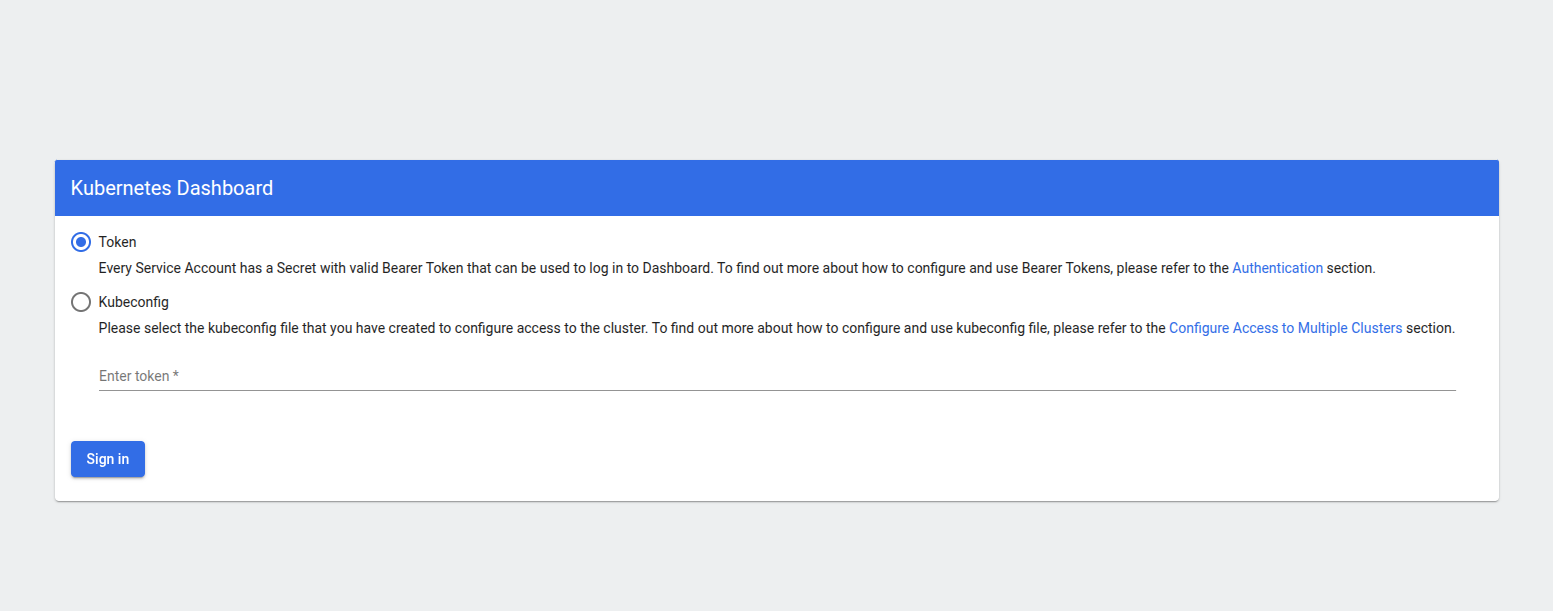 Kubernetes Dashboard
Token
Every Service Account has a Secret with valid Bearer Token that can be used to log in to Dashboard. To find out more about how to configure and use Bearer Tokens, please refer to the Authentication section.
Kubeconfig
Please select the kubeconfig file that you have created to configure access to the cluster. To find out more about how to configure and use kubeconfig file, please refer to the Configure Access to Multiple Clusters section.
Enter token *
Sign in